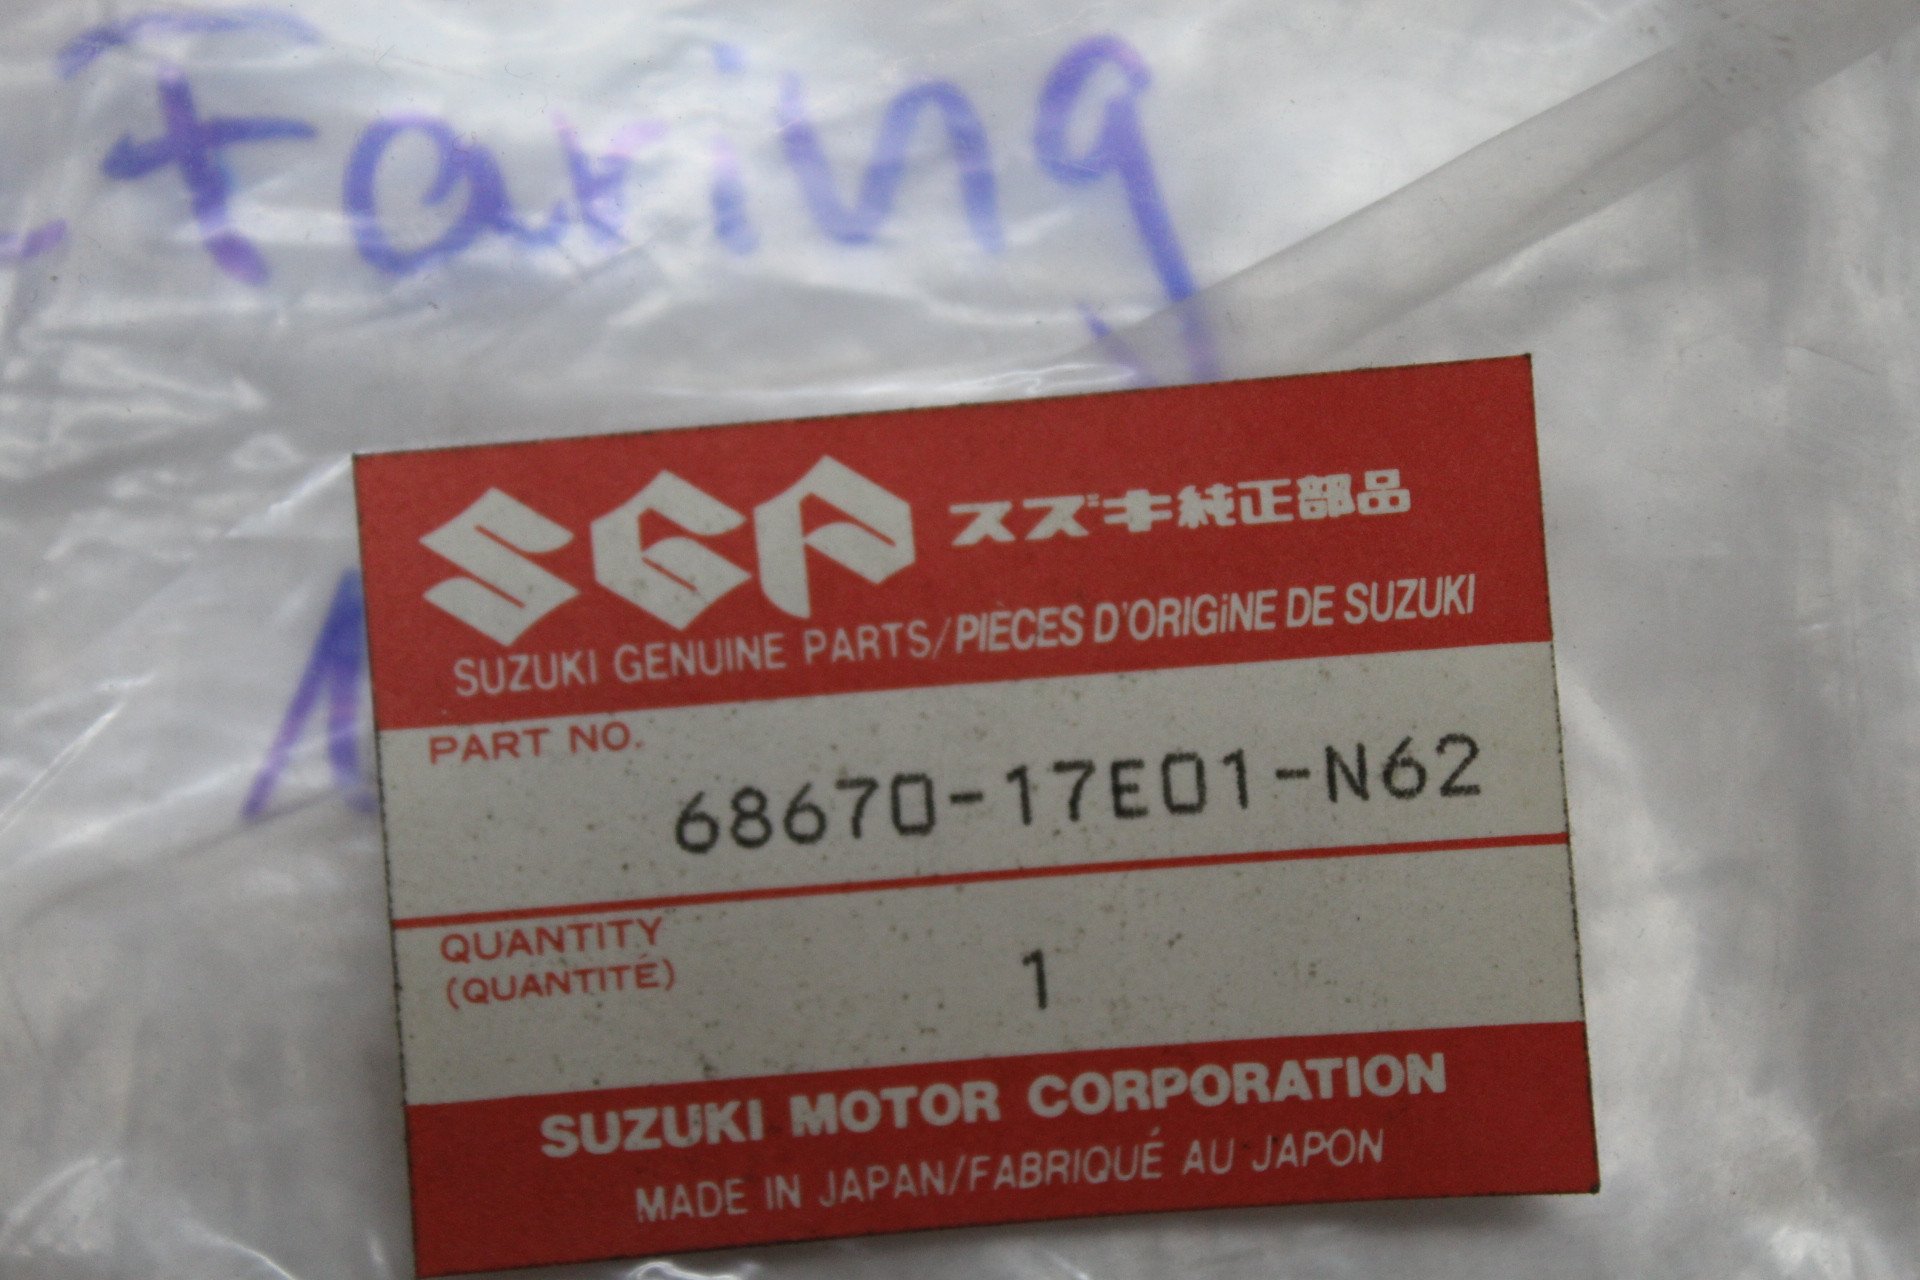 Faring
SGP スズキ純正部品
SUZUKI GENUINE PARTS/PIÈCES D'ORIGiNE DE SUZUKI
PART NO.
68670-17E01-N62
QUANTITY
(QUANTITÉ)
1
SUZUKI MOTOR CORPORATION
MADE IN JAPAN/FABRIQUÉ AU JAPON